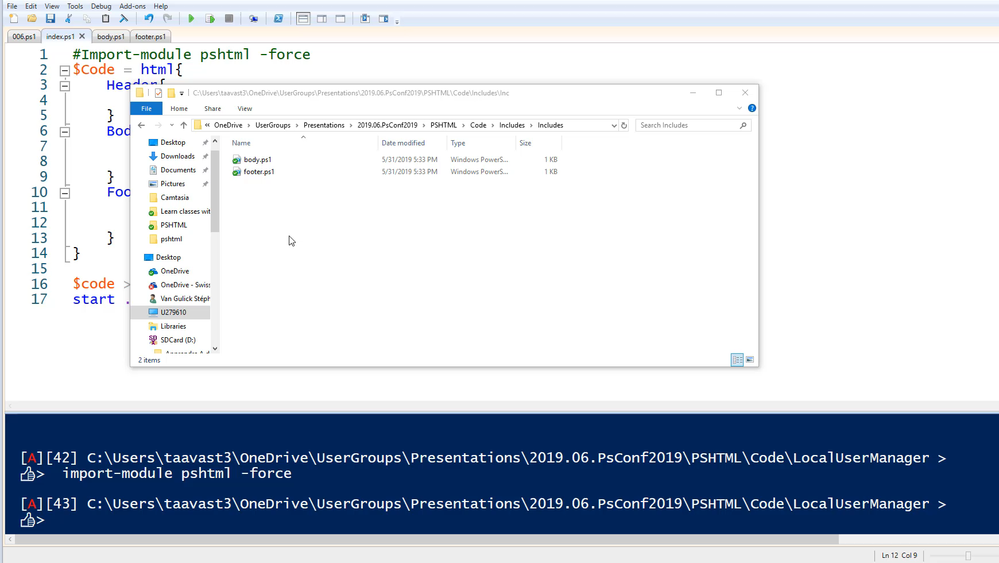 File Edit View Tools Debug Add-ons Help
006.ps1 index.ps1 body.ps1 footer.ps1
1 #Import-module pshtml -force
2 $Code = html{
3 Header{
4
5 }
6 Bod
7
8
9 }
10 Foo
11
12
13 }
14 }
15
16 $code >
17 start .
C:\Users\taavast3\OneDrive\UserGroups\Presentations\2019.06.PsConf2019\PSHTML\Code\Includes\Inc
File Home Share View
« OneDrive › UserGroups › Presentations › 2019.06.PsConf2019 › PSHTML › Code › Includes › Includes
Search Includes
Name Date modified Type Size
body.ps1 5/31/2019 5:33 PM Windows PowerS... 1 KB
footer.ps1 5/31/2019 5:33 PM Windows PowerS... 1 KB
Desktop
Downloads
Documents
Pictures
Camtasia
Learn classes wit
PSHTML
pshtml
Desktop
OneDrive
OneDrive - Swiss
Van Gulick Stéph
U279610
Libraries
SDCard (D:)
2 items
[A][42] C:\Users\taavast3\OneDrive\UserGroups\Presentations\2019.06.PsConf2019\PSHTML\Code\LocalUserManager >
> import-module pshtml -force
[A][43] C:\Users\taavast3\OneDrive\UserGroups\Presentations\2019.06.PsConf2019\PSHTML\Code\LocalUserManager >
>
Ln 12 Col 9